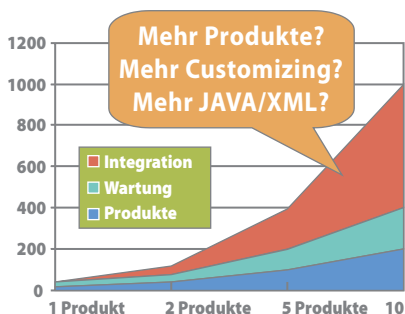 Mehr Produkte?
Mehr Customizing?
Mehr JAVA/XML?
1200
1000
800
600
400
200
0
Integration
Wartung
Produkte
1 Produkt 2 Produkte 5 Produkte 10